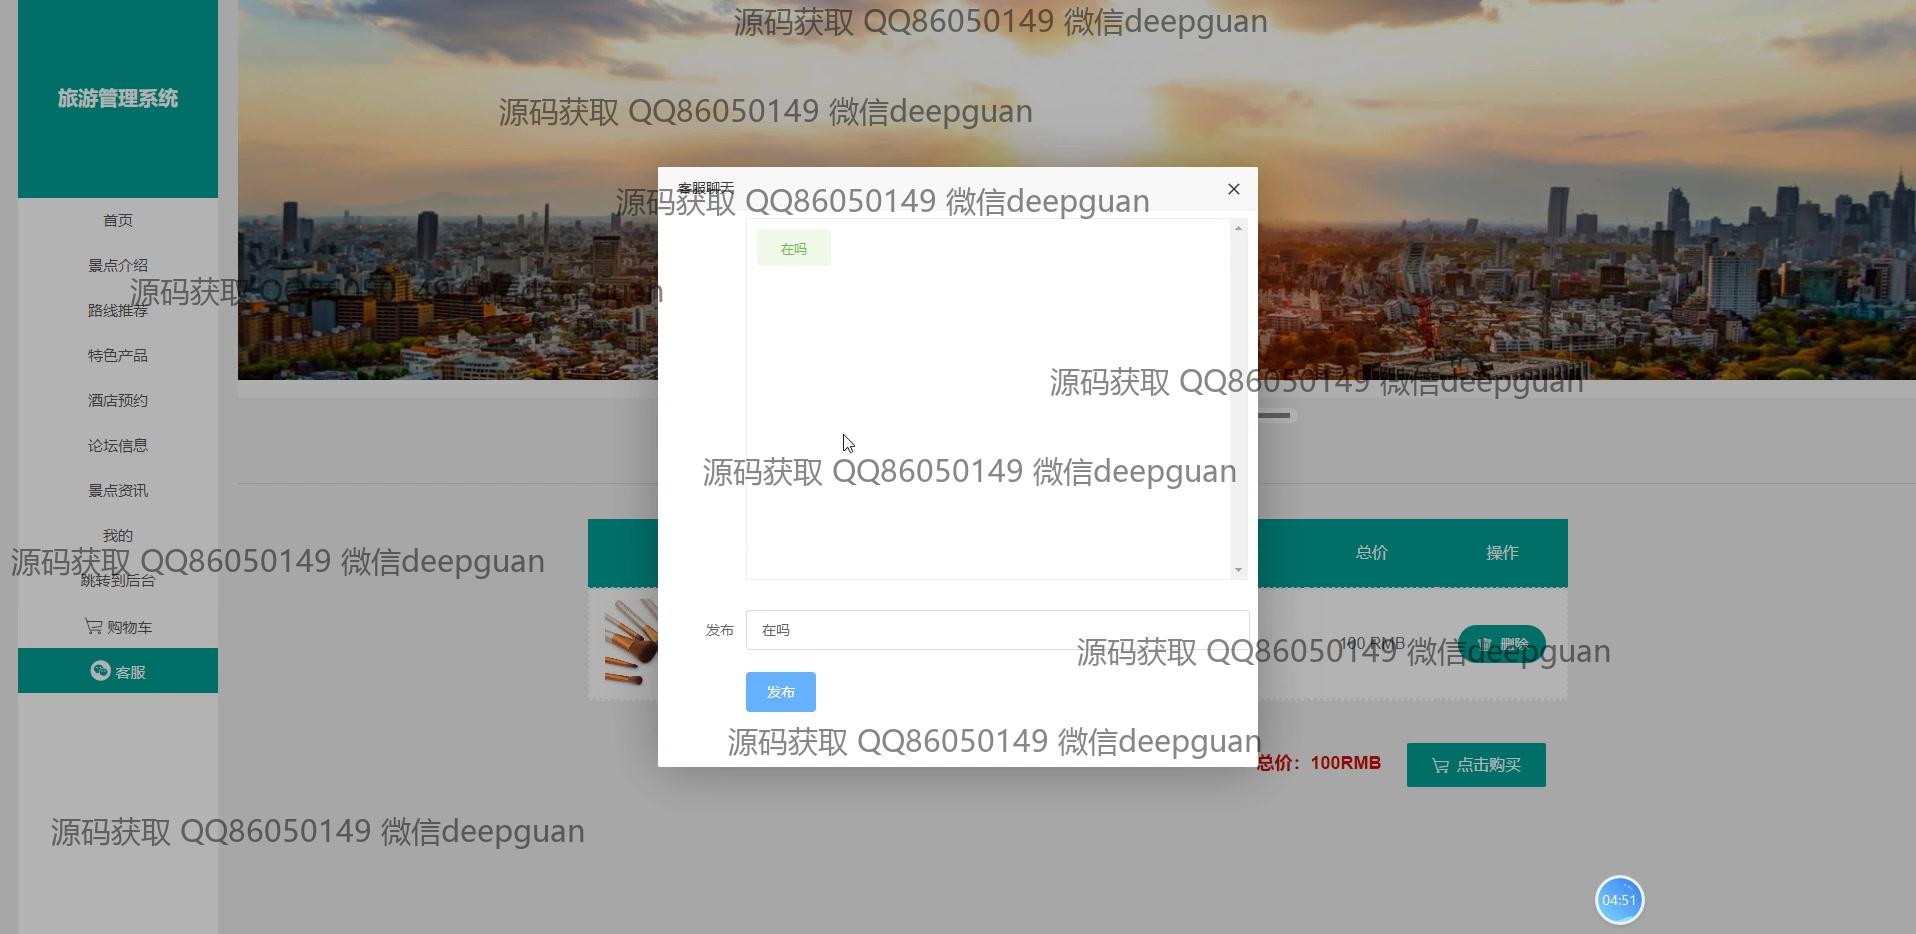 源码获取 QQ86050149 微信deepguan
旅游管理系统
源码获取 QQ86050149 微信deepguan
客服聊天
源码获取 QQ86050149 微信deepguan
首页
在吗
景点介绍
源码获取 QQ86050149 微信deepguan
路线推荐
特色产品
源码获取 QQ86050149 微信deepguan
酒店预约
论坛信息
源码获取 QQ86050149 微信deepguan
景点资讯
我的
总价 操作
源码获取 QQ86050149 微信deepguan
跳转到后台
购物车
发布 在吗
100 RMB 删除
源码获取 QQ86050149 微信deepguan
客服
发布
源码获取 QQ86050149 微信deepguan
总价：100RMB 点击购买
源码获取 QQ86050149 微信deepguan
04:51